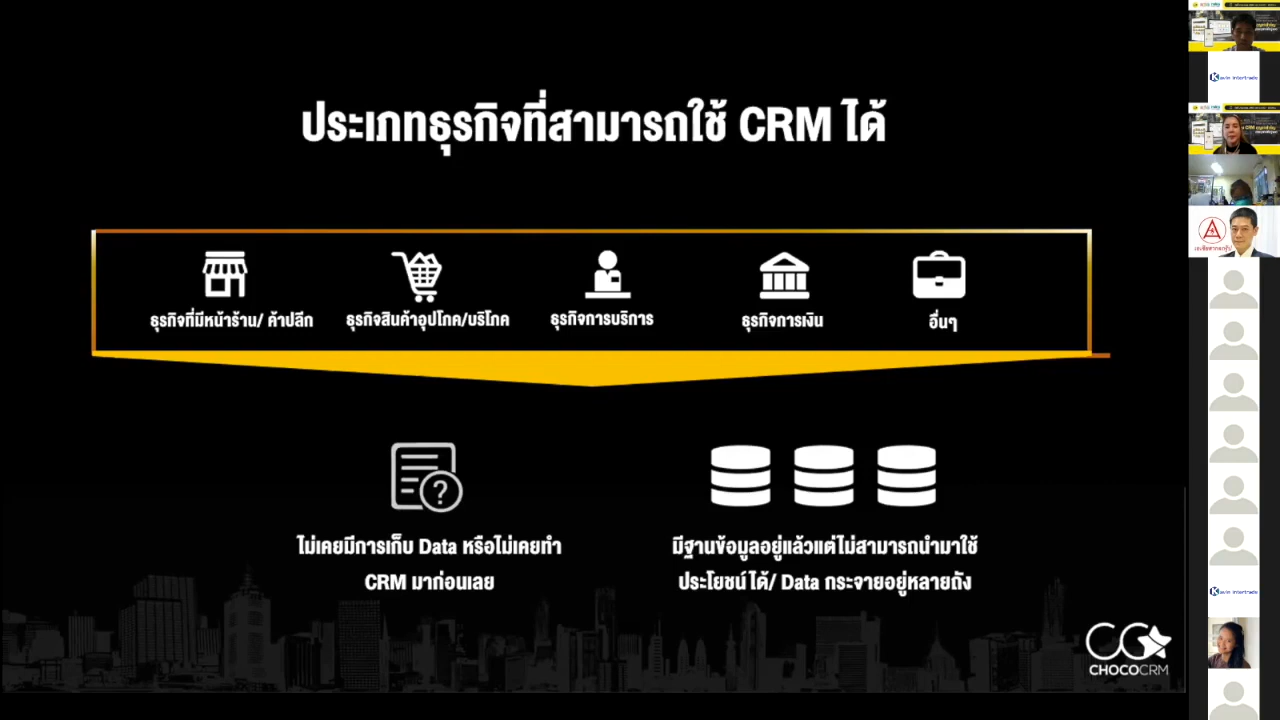 ประเภทธุรกิจที่สามารถใช้ CRM ได้
ธุรกิจที่มีหน้าร้าน/ ค้าปลีก
ธุรกิจสินค้าอุปโภค/บริโภค
ธุรกิจการบริการ
ธุรกิจการเงิน
อื่นๆ
ไม่เคยมีการเก็บ Data หรือไม่เคยทำ
CRM มาก่อนเลย
มีฐานข้อมูลอยู่แล้วแต่ไม่สามารถนำมาใช้
ประโยชน์ได้/ Data กระจายอยู่หลายถัง
CHOCOCRM
Kavin Intertrade
CRM
Kavin Intertrade